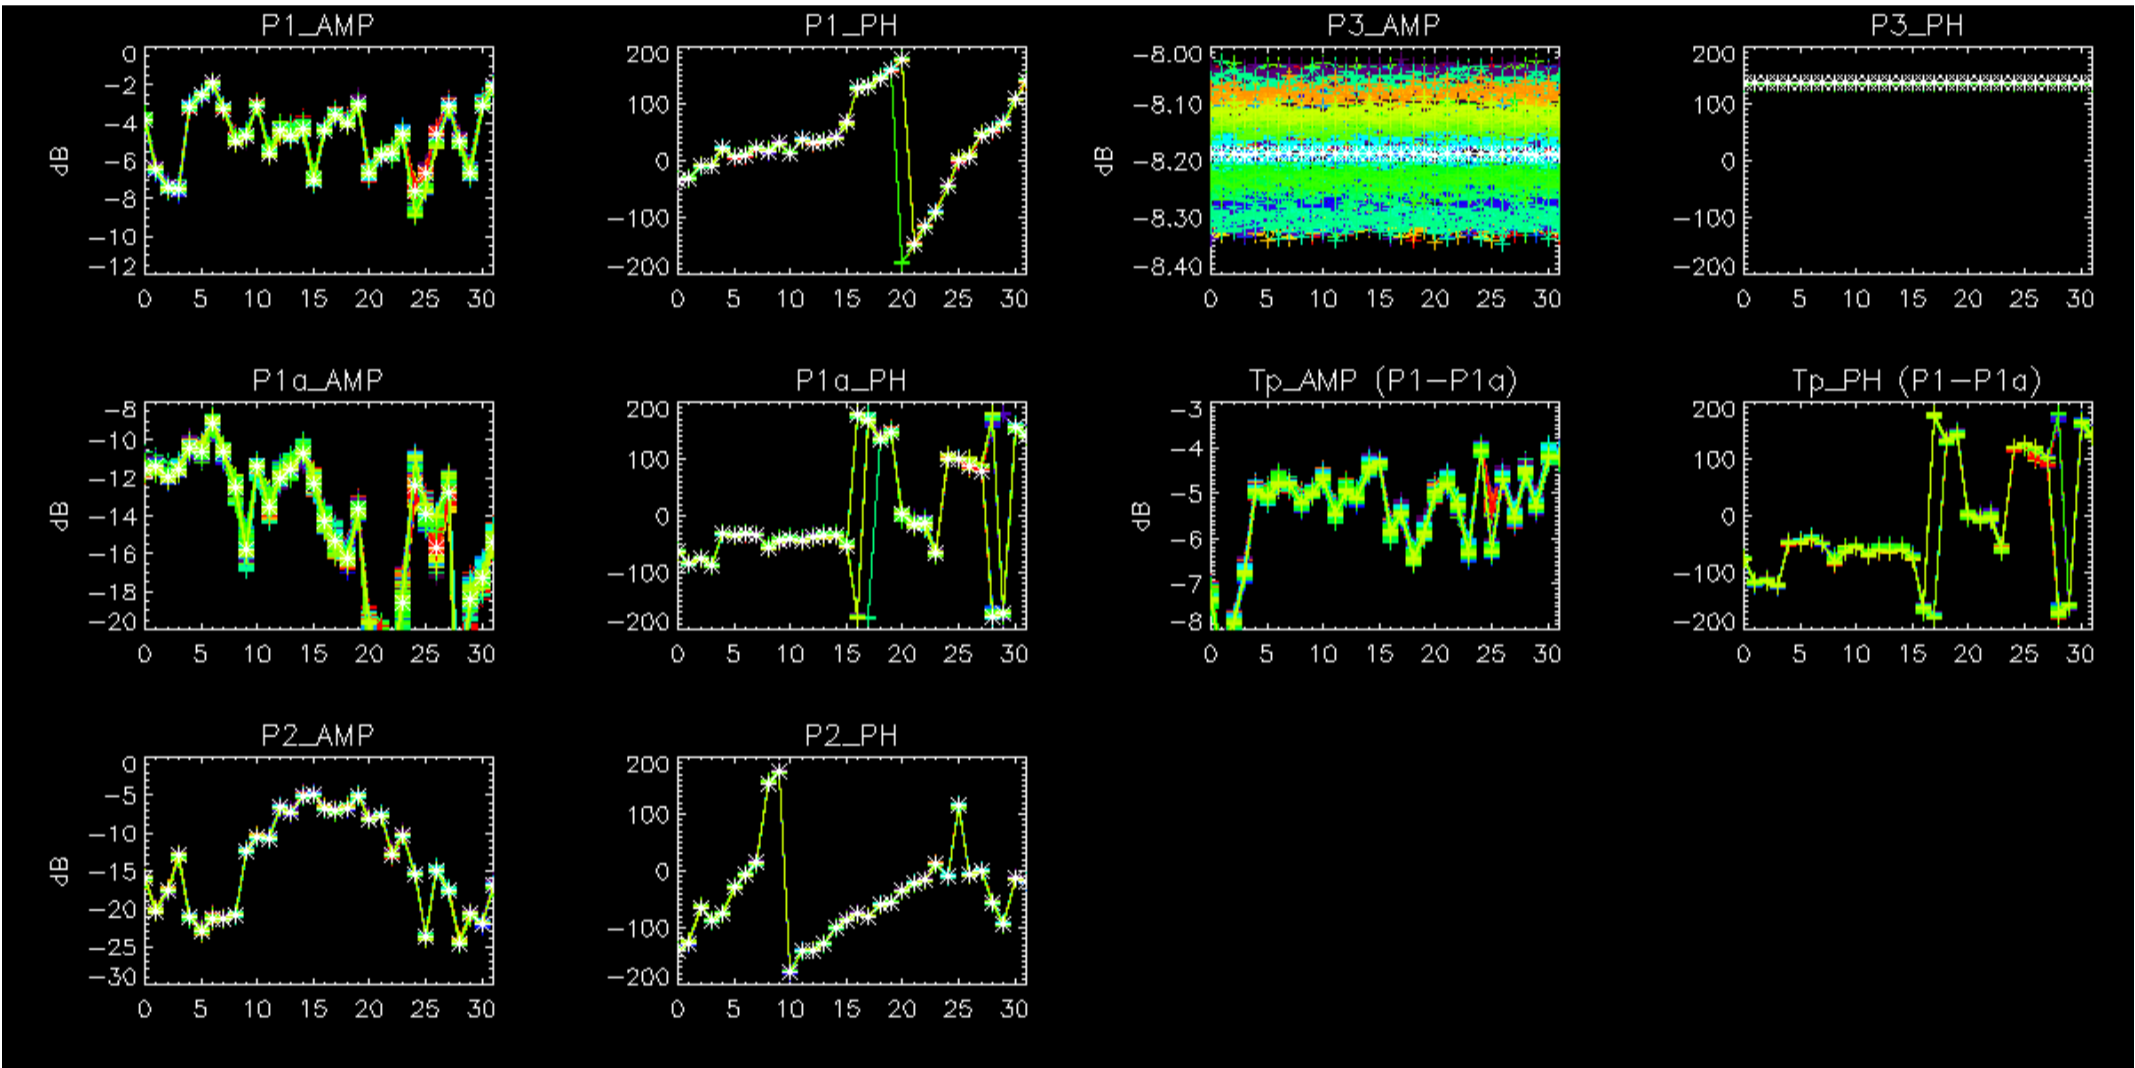 P1_AMP
P1_PH
P3_AMP
P3_PH
0
-2
-4
-6
-8
-10
-12
dB
0 5 10 15 20 25 30
200
100
0
-100
-200
0 5 10 15 20 25 30
-8.00
-8.10
-8.20
-8.30
-8.40
dB
0 5 10 15 20 25 30
200
100
0
-100
-200
0 5 10 15 20 25 30
P1a_AMP
P1a_PH
Tp_AMP (P1-P1a)
Tp_PH (P1-P1a)
-8
-10
-12
-14
-16
-18
-20
dB
0 5 10 15 20 25 30
200
100
0
-100
-200
0 5 10 15 20 25 30
-3
-4
-5
-6
-7
-8
dB
0 5 10 15 20 25 30
200
100
0
-100
-200
0 5 10 15 20 25 30
P2_AMP
P2_PH
0
-5
-10
-15
-20
-25
-30
dB
0 5 10 15 20 25 30
200
100
0
-100
-200
0 5 10 15 20 25 30